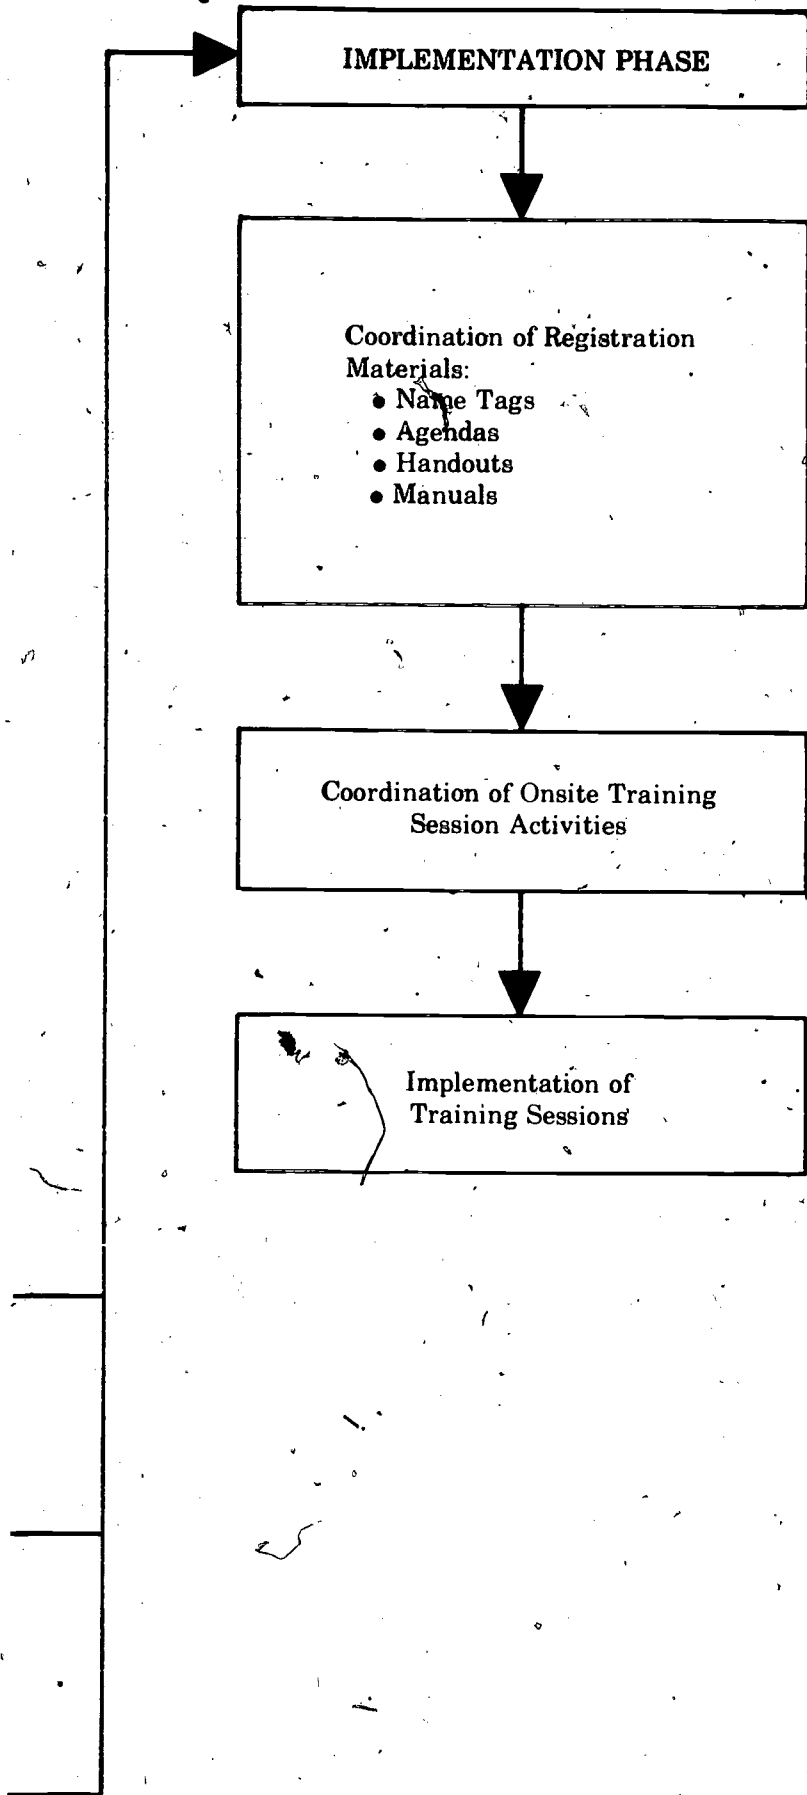 IMPLEMENTATION PHASE
Coordination of Registration
Materials:
● Name Tags
● Agendas
● Handouts
● Manuals
Coordination of Onsite Training
Session Activities
Implementation of
Training Sessions